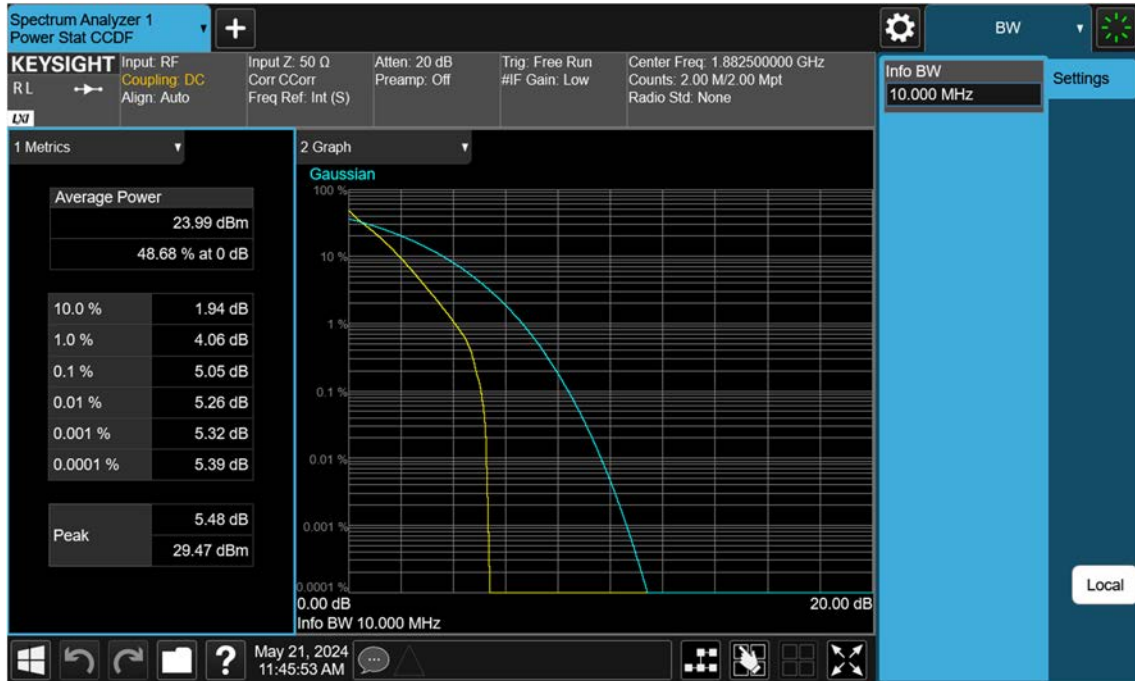 Spectrum Analyzer 1
Power Stat CCDF
+
BW
KEYSIGHT
R L
LXI
Input: RF
Coupling: DC
Align: Auto
Input Z: 50 Ω
Corr CCorr
Freq Ref: Int (S)
Atten: 20 dB
Preamp: Off
Trig: Free Run
#IF Gain: Low
Center Freq: 1.882500000 GHz
Counts: 2.00 M/2.00 Mpt
Radio Std: None
Info BW
10.000 MHz
Settings
1 Metrics
Average Power
23.99 dBm
48.68 % at 0 dB
10.0 % 1.94 dB
1.0 % 4.06 dB
0.1 % 5.05 dB
0.01 % 5.26 dB
0.001 % 5.32 dB
0.0001 % 5.39 dB
Peak 5.48 dB
29.47 dBm
2 Graph
Gaussian
100 %
10 %
1 %
0.1 %
0.01 %
0.001 %
0.0001 %
0.00 dB 20.00 dB
Info BW 10.000 MHz
Local
?
May 21, 2024
11:45:53 AM